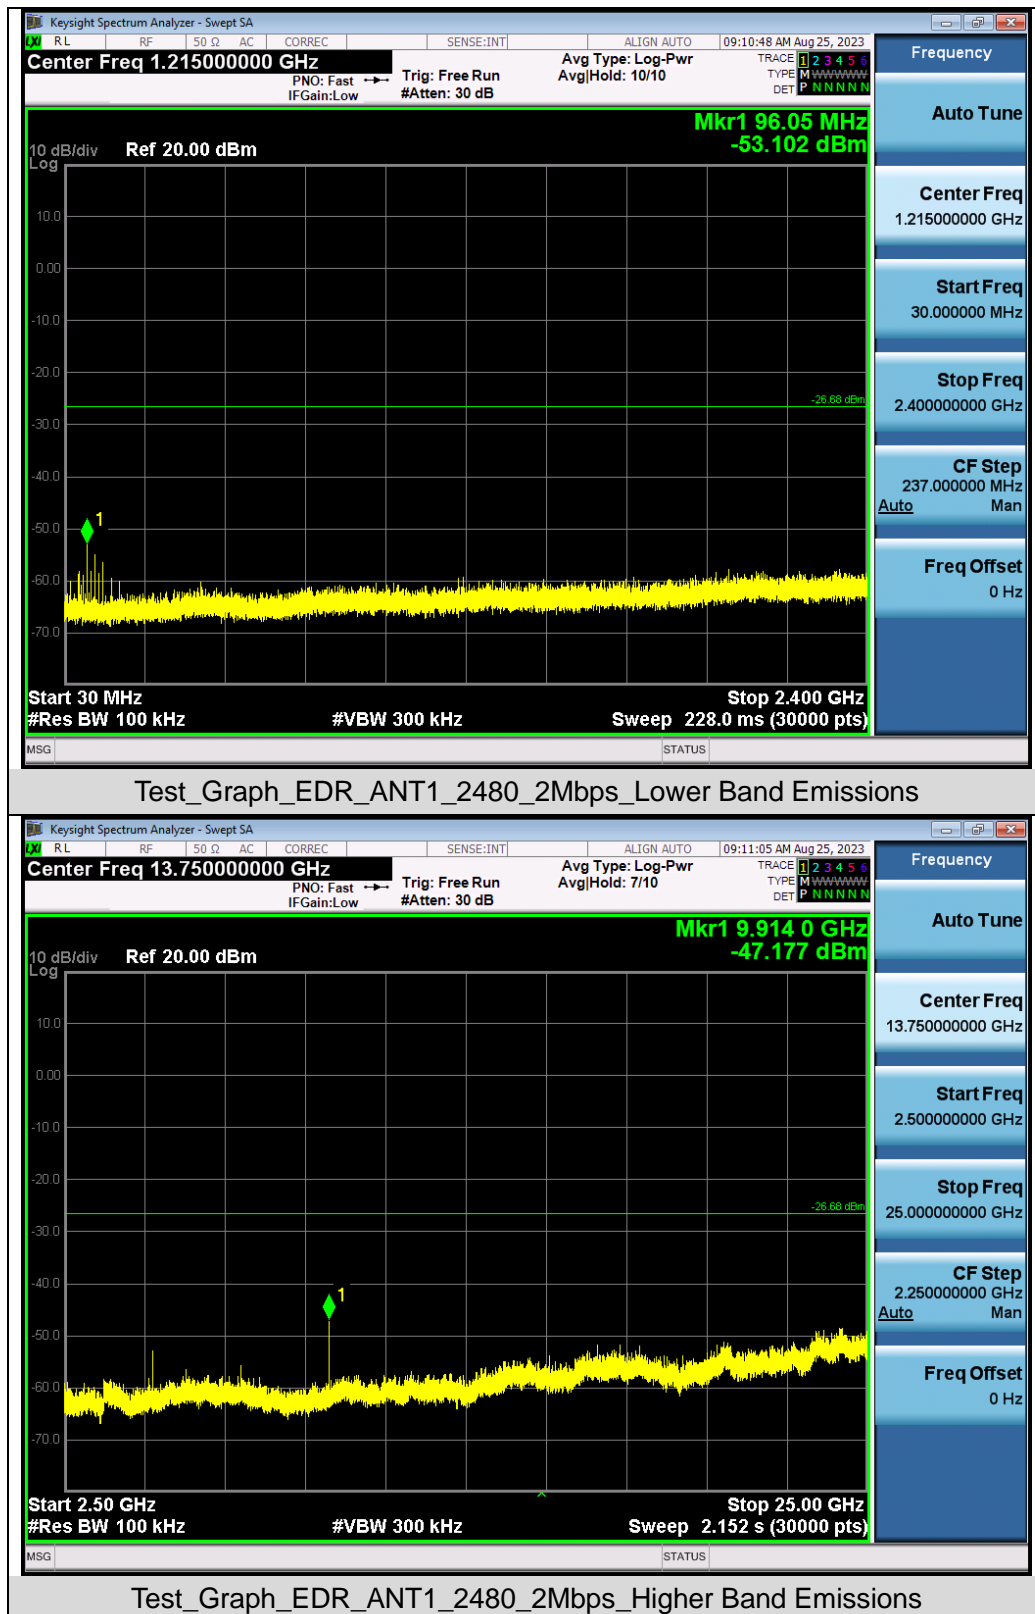 Keysight Spectrum Analyzer - Swept SA
LXI RL RF 50 Ω AC CORREC SENSE:INT ALIGN AUTO 09:10:48 AM Aug 25, 2023
Center Freq 1.215000000 GHz
PNO: Fast
IFGain:Low
Trig: Free Run
#Atten: 30 dB
Avg Type: Log-Pwr
Avg|Hold: 10/10
TRACE 1 2 3 4 5 6
TYPE M WWWWW
DET P N N N N N
Mkr1 96.05 MHz
-53.102 dBm
10 dB/div
Log
Ref 20.00 dBm
10.0
0.00
-10.0
-20.0
-26.68 dBm
-30.0
-40.0
-50.0
1
-60.0
-70.0
Start 30 MHz
Stop 2.400 GHz
#Res BW 100 kHz
#VBW 300 kHz
Sweep 228.0 ms (30000 pts)
MSG
STATUS
Frequency
Auto Tune
Center Freq
1.215000000 GHz
Start Freq
30.000000 MHz
Stop Freq
2.400000000 GHz
CF Step
237.000000 MHz
Auto Man
Freq Offset
0 Hz
Test_Graph_EDR_ANT1_2480_2Mbps_Lower Band Emissions
Keysight Spectrum Analyzer - Swept SA
LXI RL RF 50 Ω AC CORREC SENSE:INT ALIGN AUTO 09:11:05 AM Aug 25, 2023
Center Freq 13.750000000 GHz
PNO: Fast
IFGain:Low
Trig: Free Run
#Atten: 30 dB
Avg Type: Log-Pwr
Avg|Hold: 7/10
TRACE 1 2 3 4 5 6
TYPE M WWWWW
DET P N N N N N
Mkr1 9.914 0 GHz
-47.177 dBm
10 dB/div
Log
Ref 20.00 dBm
10.0
0.00
-10.0
-20.0
-26.68 dBm
-30.0
-40.0
1
-50.0
-60.0
-70.0
Start 2.50 GHz
Stop 25.00 GHz
#Res BW 100 kHz
#VBW 300 kHz
Sweep 2.152 s (30000 pts)
MSG
STATUS
Frequency
Auto Tune
Center Freq
13.750000000 GHz
Start Freq
2.500000000 GHz
Stop Freq
25.000000000 GHz
CF Step
2.250000000 GHz
Auto Man
Freq Offset
0 Hz
Test_Graph_EDR_ANT1_2480_2Mbps_Higher Band Emissions